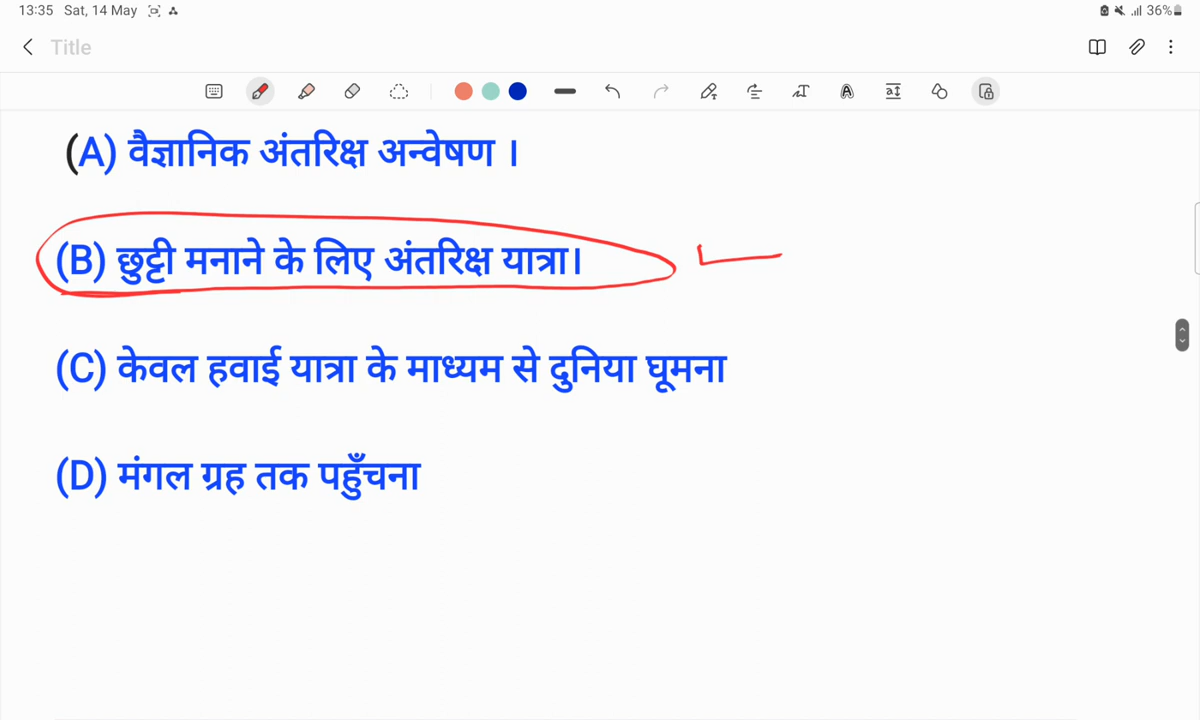 13:35 Sat, 14 May 36%
Title
(A) वैज्ञानिक अंतरिक्ष अन्वेषण ।
(B) छुट्टी मनाने के लिए अंतरिक्ष यात्रा।
(C) केवल हवाई यात्रा के माध्यम से दुनिया घूमना
(D) मंगल ग्रह तक पहुँचना